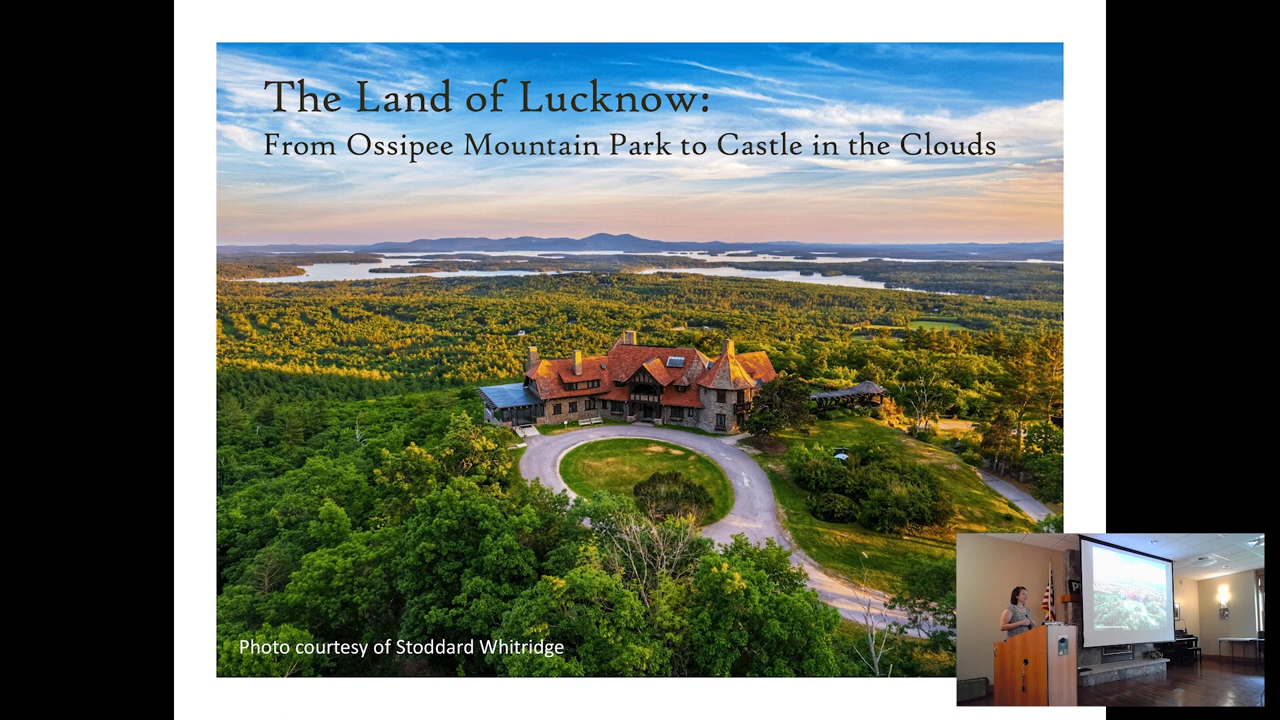 The Land of Lucknow:
From Ossipee Mountain Park to Castle in the Clouds
Photo courtesy of Stoddard Whitridge